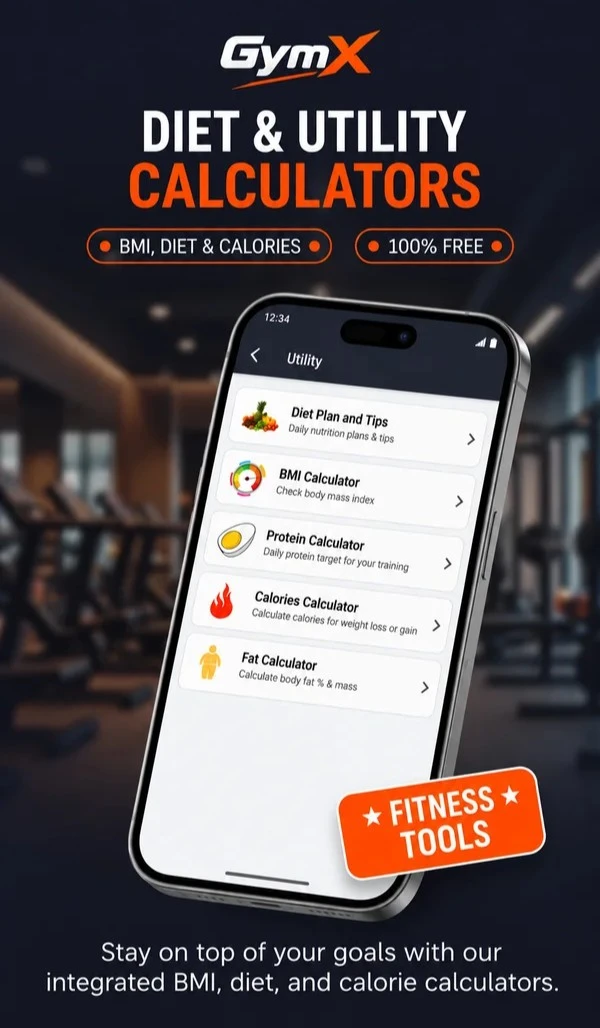 GymX
DIET & UTILITY
CALCULATORS
BMI, DIET & CALORIES
100% FREE
12:34
Utility
Diet Plan and Tips
Daily nutrition plans & tips
BMI Calculator
Check body mass index
Protein Calculator
Daily protein target for your training
Calories Calculator
Calculate calories for weight loss or gain
Fat Calculator
Calculate body fat % & mass
★ FITNESS ★
TOOLS
Stay on top of your goals with our
integrated BMI, diet, and calorie calculators.